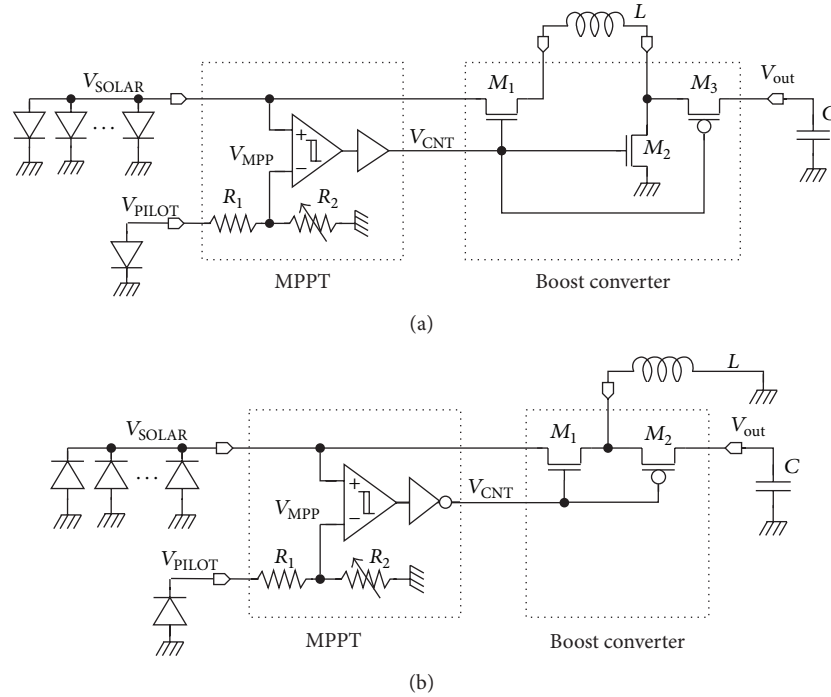 L
V_SOLAR
M_1
M_3
V_out
C
+
V_MPP
V_CNT
M_2
−
V_PILOT
R_1
R_2
MPPT
Boost converter
(a)
L
V_SOLAR
M_1
M_2
V_out
C
+
V_MPP
V_CNT
−
V_PILOT
R_1
R_2
MPPT
Boost converter
(b)